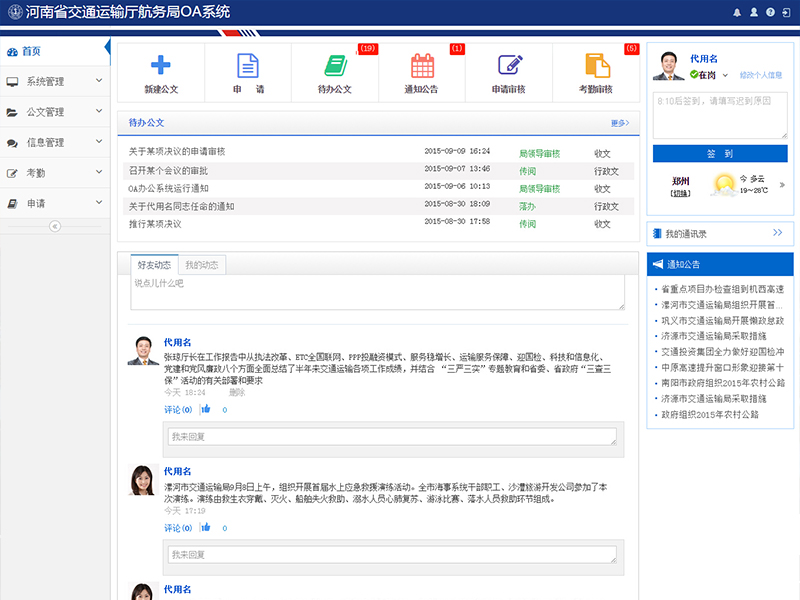 河南省交通运输厅航务局OA系统
首页
系统管理
公文管理
信息管理
考勤
申请
新建公文
申 请
(19)
待办公文
(1)
通知公告
申请审核
(5)
考勤审核
待办公文
更多>
关于某项决议的申请审核 2015-09-09 16:24 局领导审核 收文
召开某个会议的审批 2015-09-07 13:46 传阅 行政文
OA办公系统运行通知 2015-09-06 10:13 局领导审核 收文
关于代用名同志任命的通知 2015-08-30 18:09 落办 行政文
推行某项决议 2015-08-30 17:58 传阅 收文
好友动态 我的动态
说点儿什么吧
代用名
张琼厅长在工作报告中从执法改革、ETC全国联网、PPP投融资模式、服务稳增长、运输服务保障、迎国检、科技和信息化、
党建和党风廉政八个方面全面总结了半年来交通运输各项工作成绩，并结合 “三严三实”专题教育和省委、省政府“三查三
保”活动的有关部署和要求
今天 18:24 删除
评论(0) 0
我来回复
代用名
漯河市交通运输局9月8日上午，组织开展首届水上应急救援演练活动。全市海事系统干部职工、沙澧旅游开发公司参加了本
次演练。演练由救生衣穿戴、灭火、船舶失火救助、溺水人员心肺复苏、游泳比赛、落水人员救助环节组成。
今天 17:19
评论(0) 0
我来回复
代用名
代用名
在岗
修改个人信息
8:10后签到，请填写迟到原因
签 到
郑州
[切换]
今 多云
19~28℃
我的通讯录
通知公告
省重点项目办检查组到机西高速
漯河市交通运输局组织开展首...
巩义市交通运输局开展懒政怠政
济源市交通运输局采取措施
交通投资集团全力做好迎国检冲
中原高速提升窗口形象迎接第十
南阳市政府组织2015年农村公路
济源市交通运输局采取措施
政府组织2015年农村公路